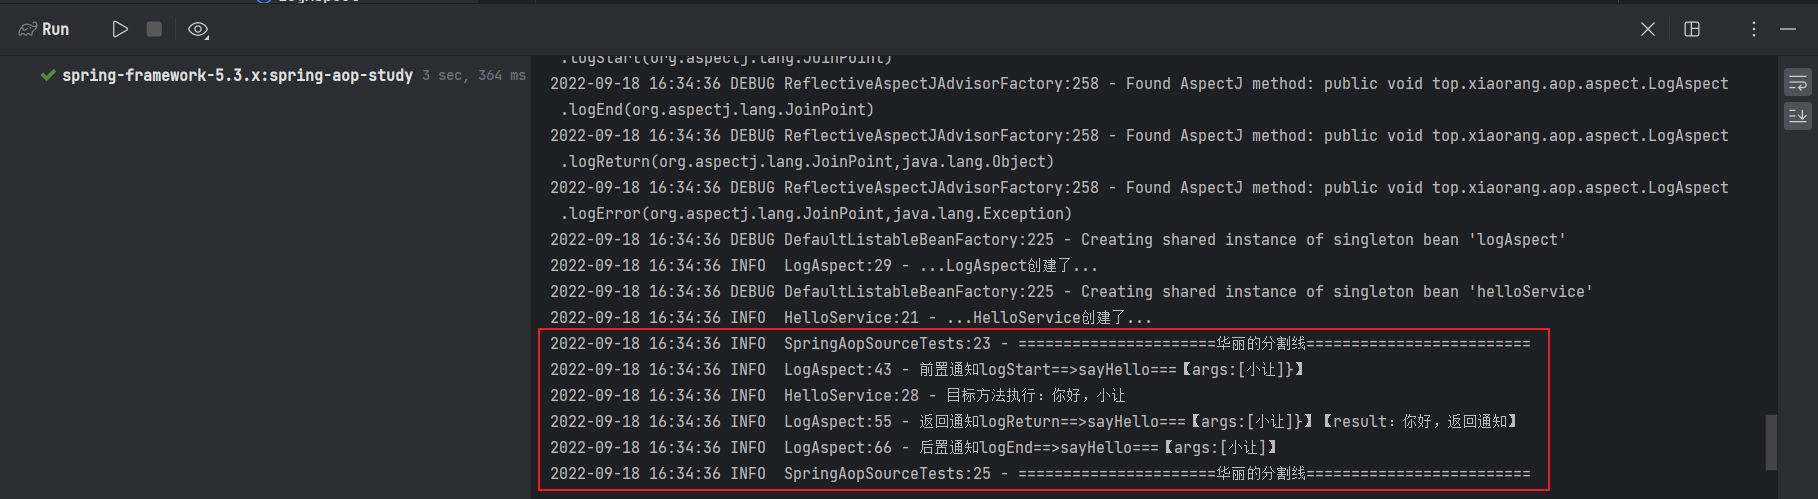 LogAspect
Run
spring-framework-5.3.x:spring-aop-study 3 sec, 364 ms
.logStart(org.aspectj.lang.JoinPoint)
2022-09-18 16:34:36 DEBUG ReflectiveAspectJAdvisorFactory:258 - Found AspectJ method: public void top.xiaorang.aop.aspect.LogAspect
.logEnd(org.aspectj.lang.JoinPoint)
2022-09-18 16:34:36 DEBUG ReflectiveAspectJAdvisorFactory:258 - Found AspectJ method: public void top.xiaorang.aop.aspect.LogAspect
.logReturn(org.aspectj.lang.JoinPoint,java.lang.Object)
2022-09-18 16:34:36 DEBUG ReflectiveAspectJAdvisorFactory:258 - Found AspectJ method: public void top.xiaorang.aop.aspect.LogAspect
.logError(org.aspectj.lang.JoinPoint,java.lang.Exception)
2022-09-18 16:34:36 DEBUG DefaultListableBeanFactory:225 - Creating shared instance of singleton bean 'logAspect'
2022-09-18 16:34:36 INFO  LogAspect:29 - ...LogAspect创建了...
2022-09-18 16:34:36 DEBUG DefaultListableBeanFactory:225 - Creating shared instance of singleton bean 'helloService'
2022-09-18 16:34:36 INFO  HelloService:21 - ...HelloService创建了...
2022-09-18 16:34:36 INFO  SpringAopSourceTests:23 - ======================华丽的分割线=========================
2022-09-18 16:34:36 INFO  LogAspect:43 - 前置通知logStart==>sayHello===【args:[小让]}】
2022-09-18 16:34:36 INFO  HelloService:28 - 目标方法执行：你好，小让
2022-09-18 16:34:36 INFO  LogAspect:55 - 返回通知logReturn==>sayHello===【args:[小让]}】【result：你好，返回通知】
2022-09-18 16:34:36 INFO  LogAspect:66 - 后置通知logEnd==>sayHello===【args:[小让]】
2022-09-18 16:34:36 INFO  SpringAopSourceTests:25 - ======================华丽的分割线=========================